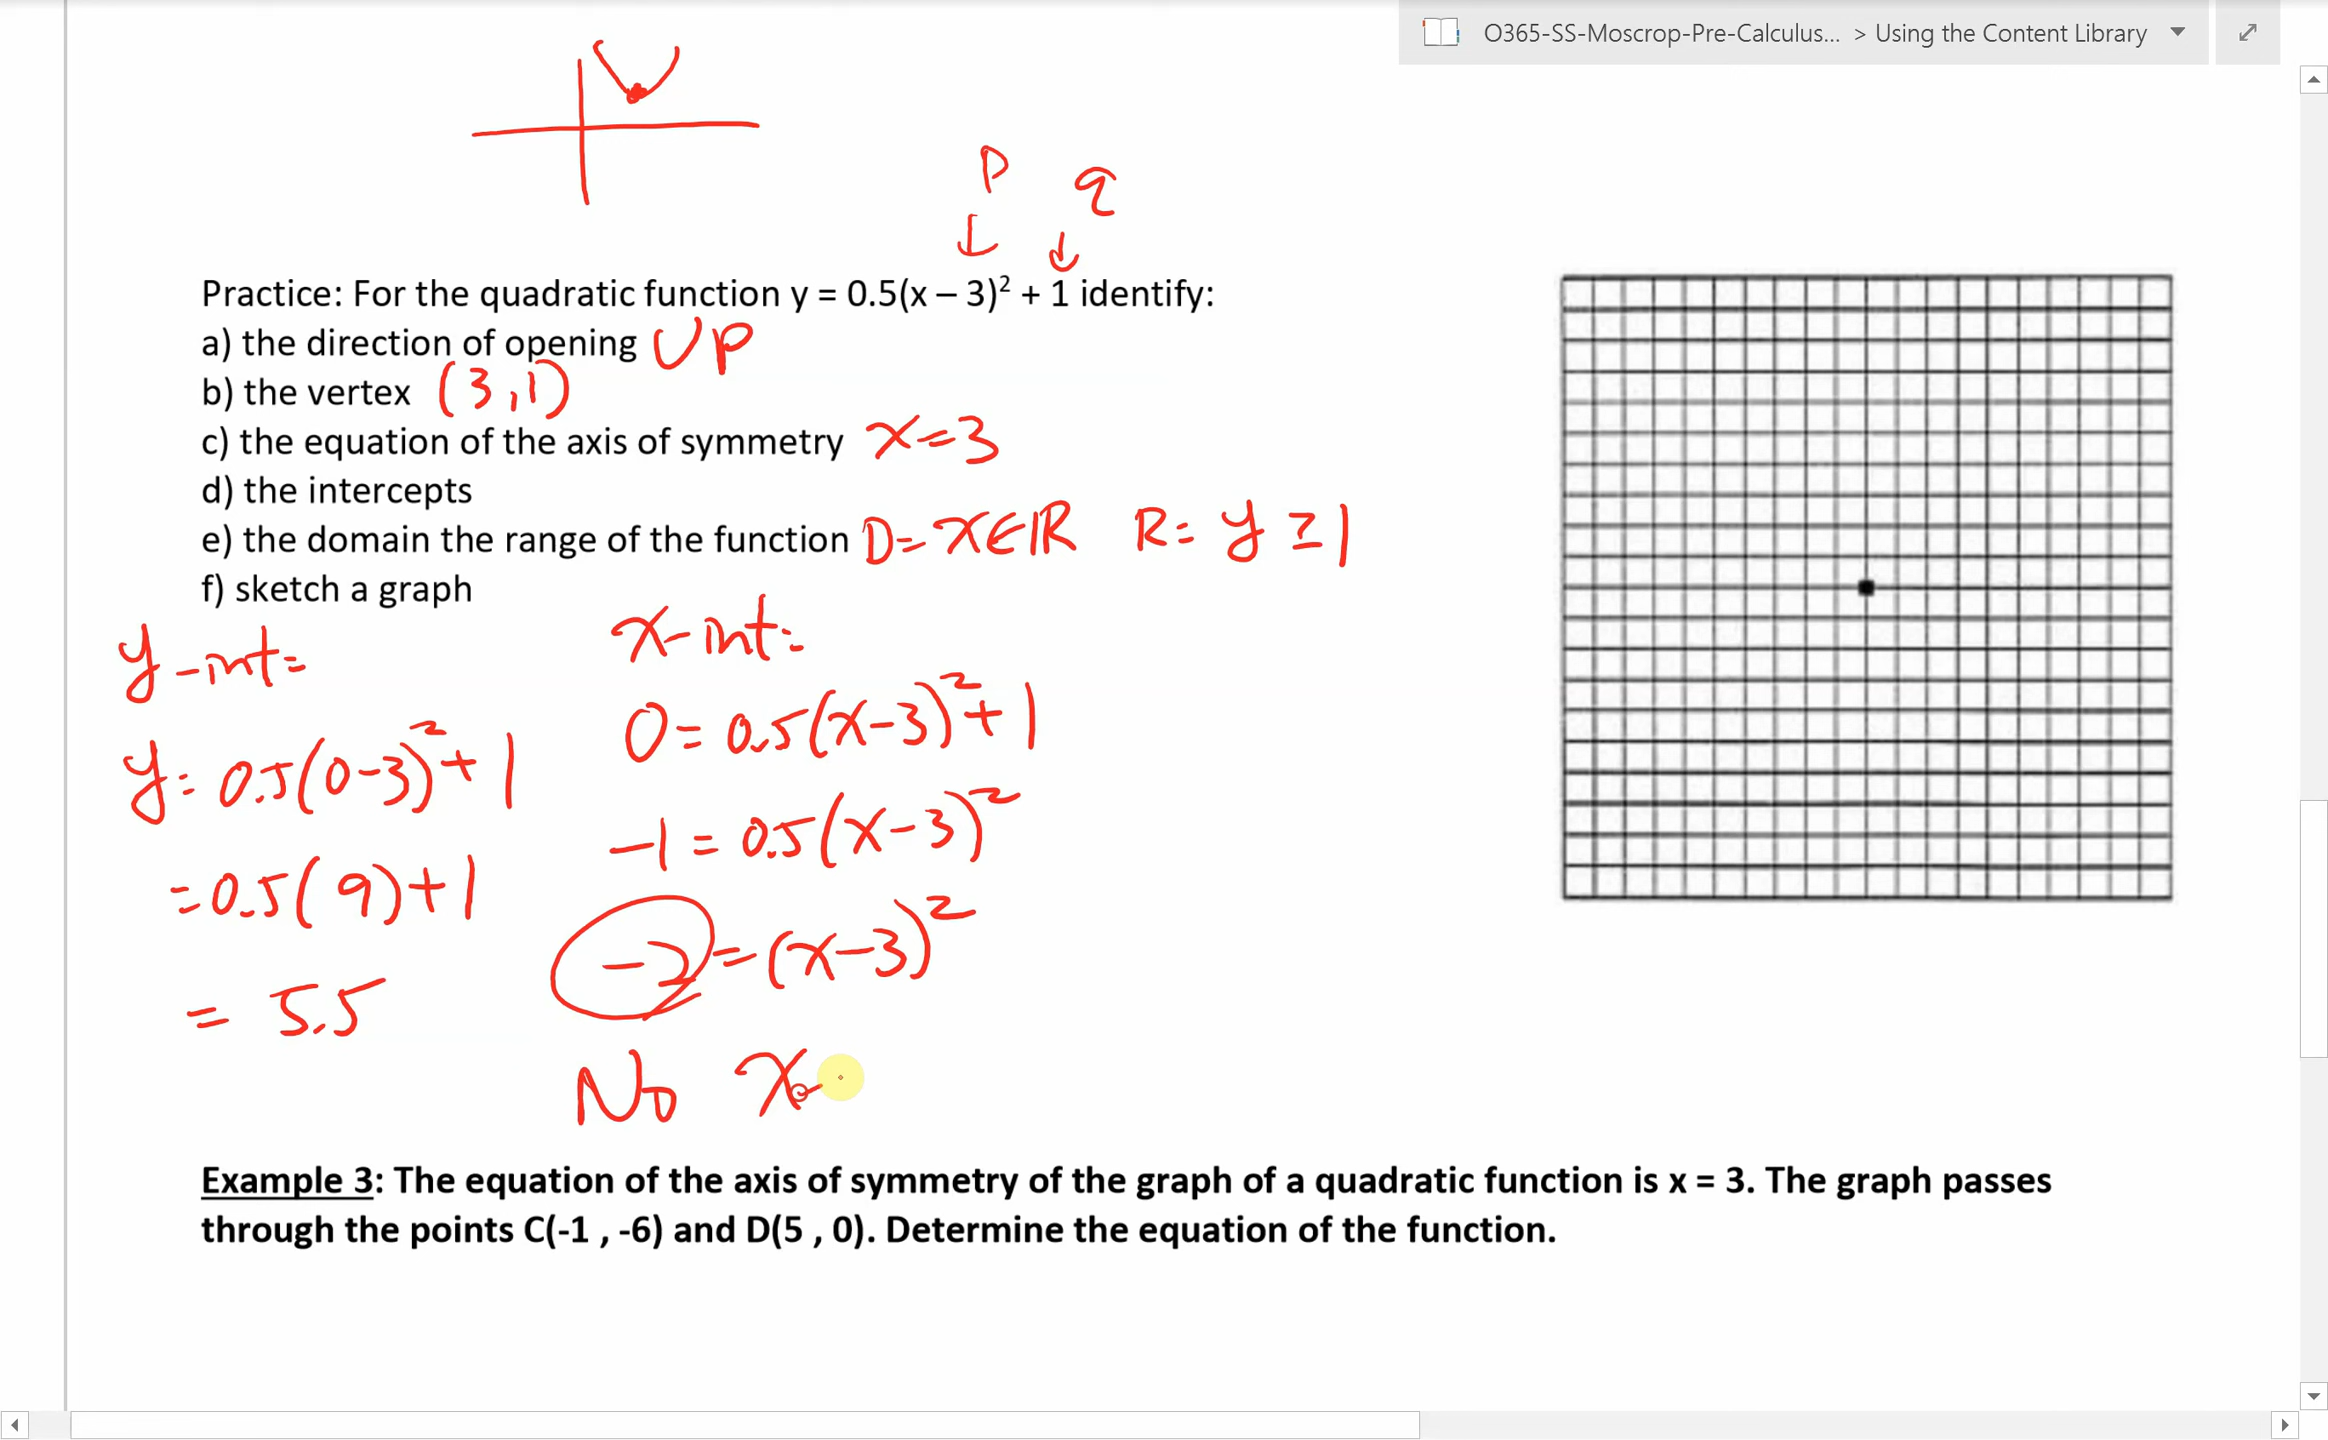 O365-SS-Moscrop-Pre-Calculus... > Using the Content Library
p q
Practice: For the quadratic function y = 0.5(x – 3)² + 1 identify:
a) the direction of opening UP
b) the vertex (3,1)
c) the equation of the axis of symmetry x=3
d) the intercepts
e) the domain the range of the function D= x∈ℝ R: y ≥ 1
f) sketch a graph
y-int=
y= 0.5(0-3)²+1
=0.5(9)+1
= 5.5
x-int:
0=0.5(x-3)²+1
-1=0.5(x-3)²
-2=(x-3)²
No x-
Example 3: The equation of the axis of symmetry of the graph of a quadratic function is x = 3. The graph passes
through the points C(-1 , -6) and D(5 , 0). Determine the equation of the function.